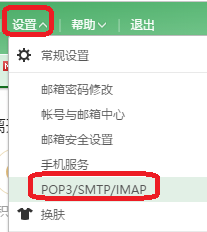 设置 | 帮助 | 退出
常规设置
邮箱密码修改
帐号与邮箱中心
邮箱安全设置
手机服务
POP3/SMTP/IMAP
换肤